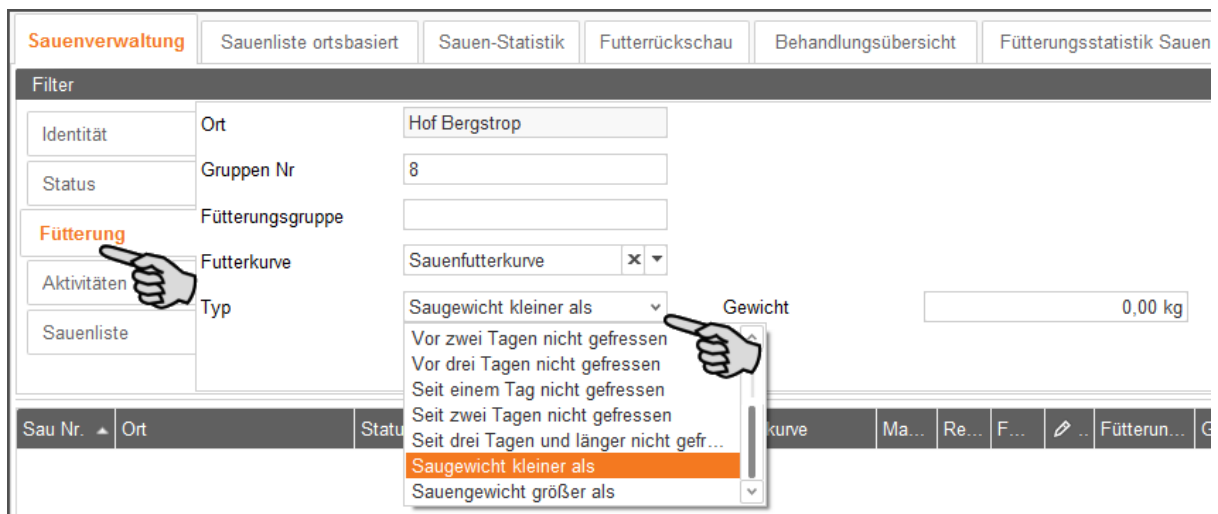 Sauenverwaltung Sauenliste ortsbasiert Sauen-Statistik Futterrückschau Behandlungsübersicht Fütterungsstatistik Sauen
Filter
Identität
Status
Fütterung
Aktivitäten
Sauenliste
Ort Hof Bergstrop
Gruppen Nr 8
Fütterungsgruppe
Futterkurve Sauenfutterkurve
Typ Saugewicht kleiner als Gewicht 0,00 kg
Vor zwei Tagen nicht gefressen
Vor drei Tagen nicht gefressen
Seit einem Tag nicht gefressen
Seit zwei Tagen nicht gefressen
Seit drei Tagen und länger nicht gefr...
Saugewicht kleiner als
Sauengewicht größer als
Sau Nr. Ort Statu kurve Ma... Re... F... .. Fütterun... G